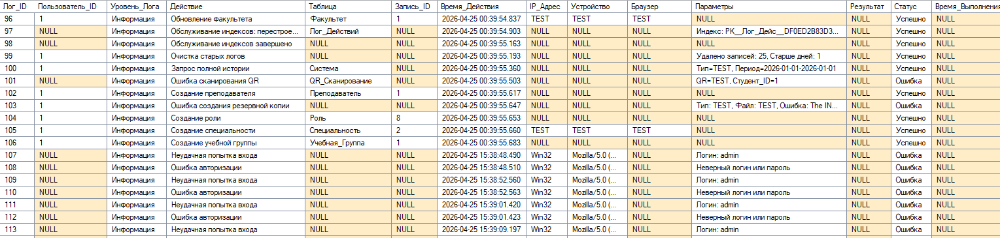 Лог_ID Пользователь_ID Уровень_Лога Действие Таблица Запись_ID Время_Действия IP_Адрес Устройство Браузер Параметры Результат Статус Время_Выполнения
96 1 Информация Обновление факультета Факультет 1 2026-04-25 00:39:54.837 TEST TEST TEST NULL NULL Успешно NULL
97 NULL Информация Обслуживание индексов: перестрое... Лог_Действий NULL 2026-04-25 00:39:54.903 NULL NULL NULL Индекс: PK__Лог_Дейс__DF0ED2B83D3... NULL Успешно NULL
98 NULL Информация Обслуживание индексов завершено NULL NULL 2026-04-25 00:39:55.163 NULL NULL NULL NULL NULL Успешно NULL
99 1 Информация Очистка старых логов NULL NULL 2026-04-25 00:39:55.193 NULL NULL NULL Удалено записей: 25, Старше дней: 1 NULL Успешно NULL
100 1 Информация Запрос полной истории Система NULL 2026-04-25 00:39:55.360 NULL NULL NULL Тип=TEST, Период=2026-01-01-2026-01-01 NULL Успешно NULL
101 NULL Информация Ошибка сканирования QR QR_Сканирование NULL 2026-04-25 00:39:55.503 NULL NULL NULL QR=TEST, Студент_ID=1 NULL Ошибка NULL
102 1 Информация Создание преподавателя Преподаватель 1 2026-04-25 00:39:55.617 NULL NULL NULL NULL NULL Успешно NULL
103 1 Информация Ошибка создания резервной копии NULL NULL 2026-04-25 00:39:55.647 NULL NULL NULL Тип: TEST, Файл: TEST, Ошибка: The IN... NULL Ошибка NULL
104 1 Информация Создание роли Роль 8 2026-04-25 00:39:55.653 NULL NULL NULL NULL NULL Успешно NULL
105 1 Информация Создание специальности Специальность 2 2026-04-25 00:39:55.660 TEST TEST TEST NULL NULL Успешно NULL
106 1 Информация Создание учебной группы Учебная_Группа 1 2026-04-25 00:39:55.683 NULL NULL NULL NULL NULL Успешно NULL
107 NULL Информация Неудачная попытка входа NULL NULL 2026-04-25 15:38:48.490 Win32 Mozilla/5.0 (... NULL Логин: admin NULL Ошибка NULL
108 NULL Информация Ошибка авторизации NULL NULL 2026-04-25 15:38:48.510 Win32 Mozilla/5.0 (... NULL Неверный логин или пароль NULL Ошибка NULL
109 NULL Информация Неудачная попытка входа NULL NULL 2026-04-25 15:38:52.560 Win32 Mozilla/5.0 (... NULL Логин: admin NULL Ошибка NULL
110 NULL Информация Ошибка авторизации NULL NULL 2026-04-25 15:38:52.563 Win32 Mozilla/5.0 (... NULL Неверный логин или пароль NULL Ошибка NULL
111 NULL Информация Неудачная попытка входа NULL NULL 2026-04-25 15:39:01.420 Win32 Mozilla/5.0 (... NULL Логин: admin NULL Ошибка NULL
112 NULL Информация Ошибка авторизации NULL NULL 2026-04-25 15:39:01.423 Win32 Mozilla/5.0 (... NULL Неверный логин или пароль NULL Ошибка NULL
113 NULL Информация Неудачная попытка входа NULL NULL 2026-04-25 15:39:09.197 Win32 Mozilla/5.0 (... NULL Логин: admin NULL Ошибка NULL